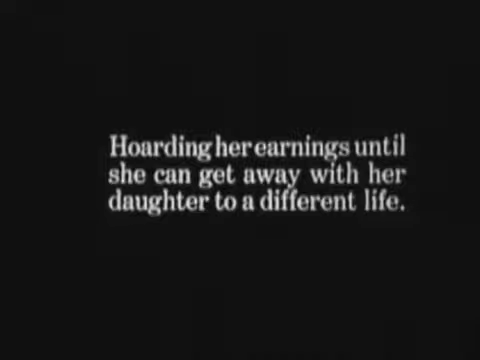 Hoarding her earnings until
she can get away with her
daughter to a different life.